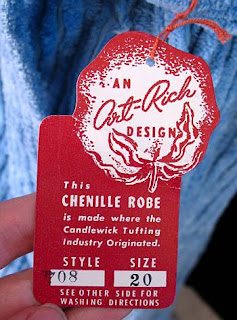 AN
Art-Rich
DESIGN
This
CHENILLE ROBE
is made where the
Candlewick Tufting
Industry Originated.
STYLE SIZE
708 20
SEE OTHER SIDE FOR
WASHING DIRECTIONS